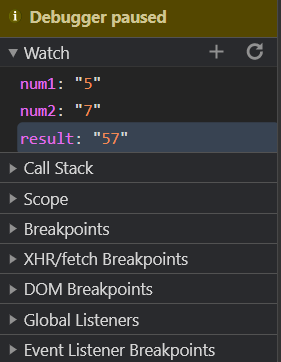 Debugger paused
Watch
num1: "5"
num2: "7"
result: "57"
Call Stack
Scope
Breakpoints
XHR/fetch Breakpoints
DOM Breakpoints
Global Listeners
Event Listener Breakpoints